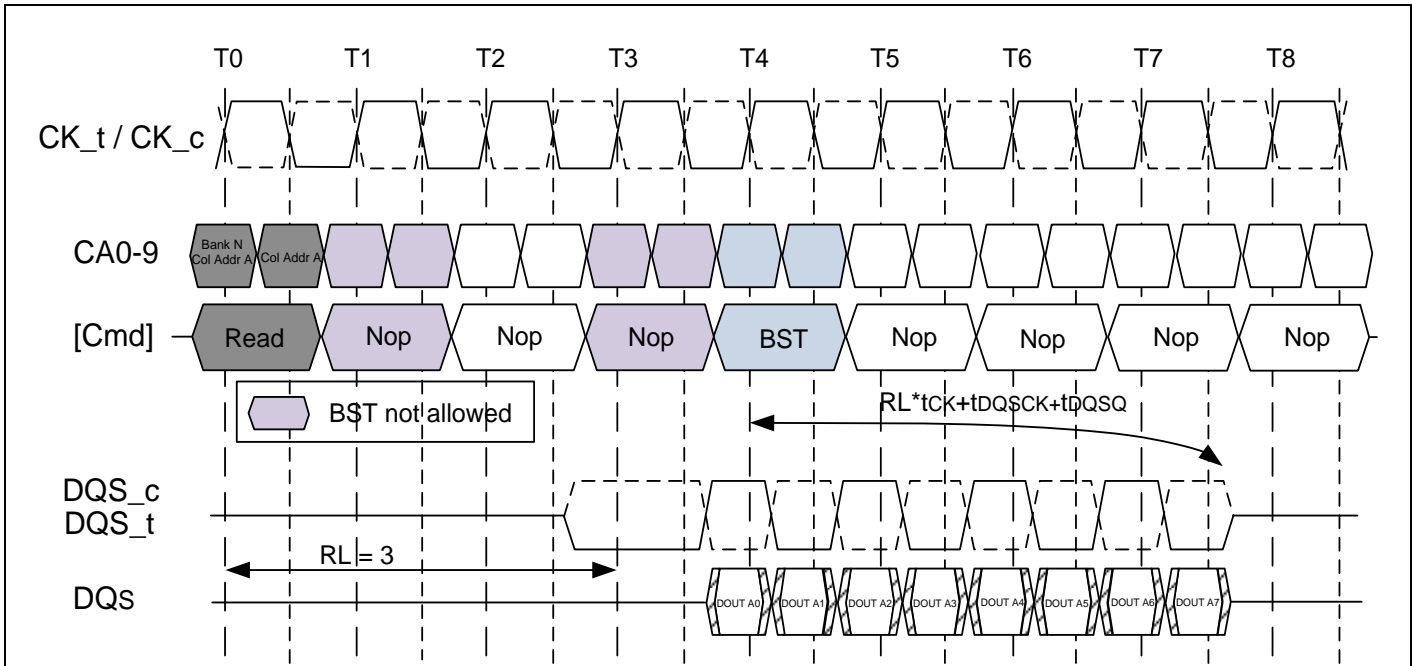 T0 T1 T2 T3 T4 T5 T6 T7 T8
CK_t / CK_c
CA0-9
Bank N
Col Addr A
Col Addr A
[Cmd]
Read Nop Nop Nop BST Nop Nop Nop Nop
BST not allowed
RL*tCK+tDQSCK+tDQSQ
DQS_c
DQS_t
RL = 3
DQs
DOUT A0 DOUT A1 DOUT A2 DOUT A3 DOUT A4 DOUT A5 DOUT A6 DOUT A7